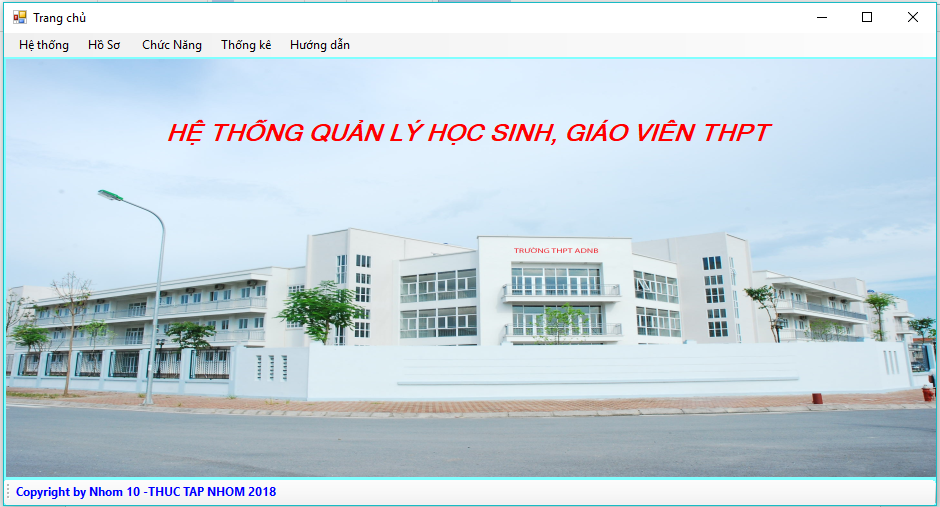 Trang chủ
Hệ thống Hồ Sơ Chức Năng Thống kê Hướng dẫn
HỆ THỐNG QUẢN LÝ HỌC SINH, GIÁO VIÊN THPT
TRƯỜNG THPT ADNB
Copyright by Nhom 10 -THUC TAP NHOM 2018